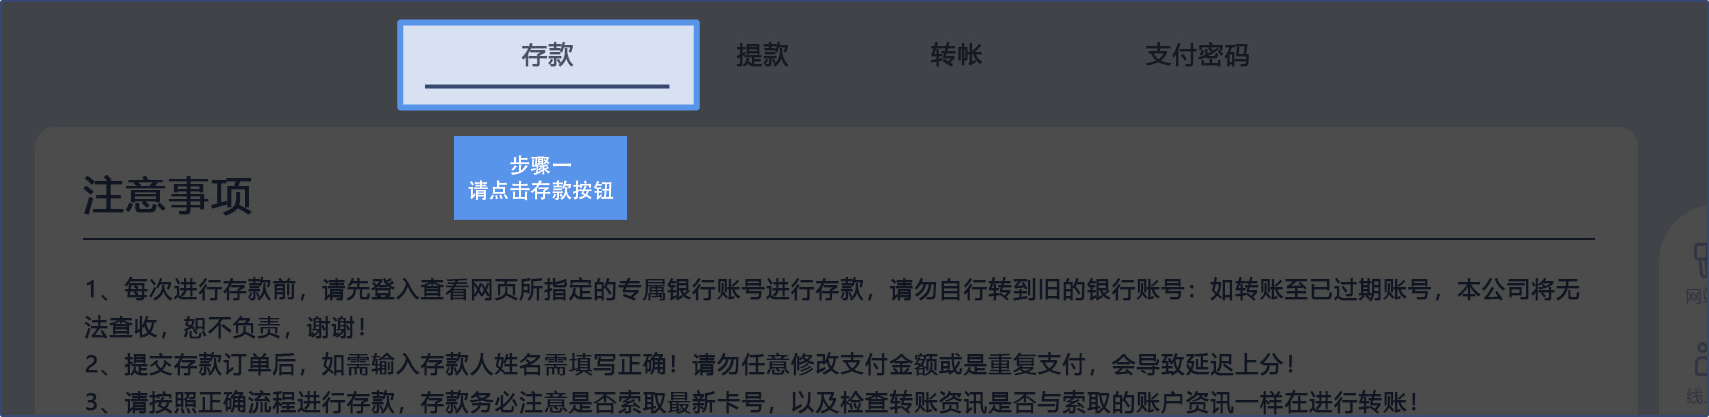 存款 提款 转帐 支付密码
步骤一
请点击存款按钮
注意事项
1、每次进行存款前，请先登入查看网页所指定的专属银行账号进行存款，请勿自行转到旧的银行账号：如转账至已过期账号，本公司将无
法查收，恕不负责，谢谢！
2、提交存款订单后，如需输入存款人姓名需填写正确！请勿任意修改支付金额或是重复支付，会导致延迟上分！
3、请按照正确流程进行存款，存款务必注意是否索取最新卡号，以及检查转账资讯是否与索取的账户资讯一样在进行转账！
网
线